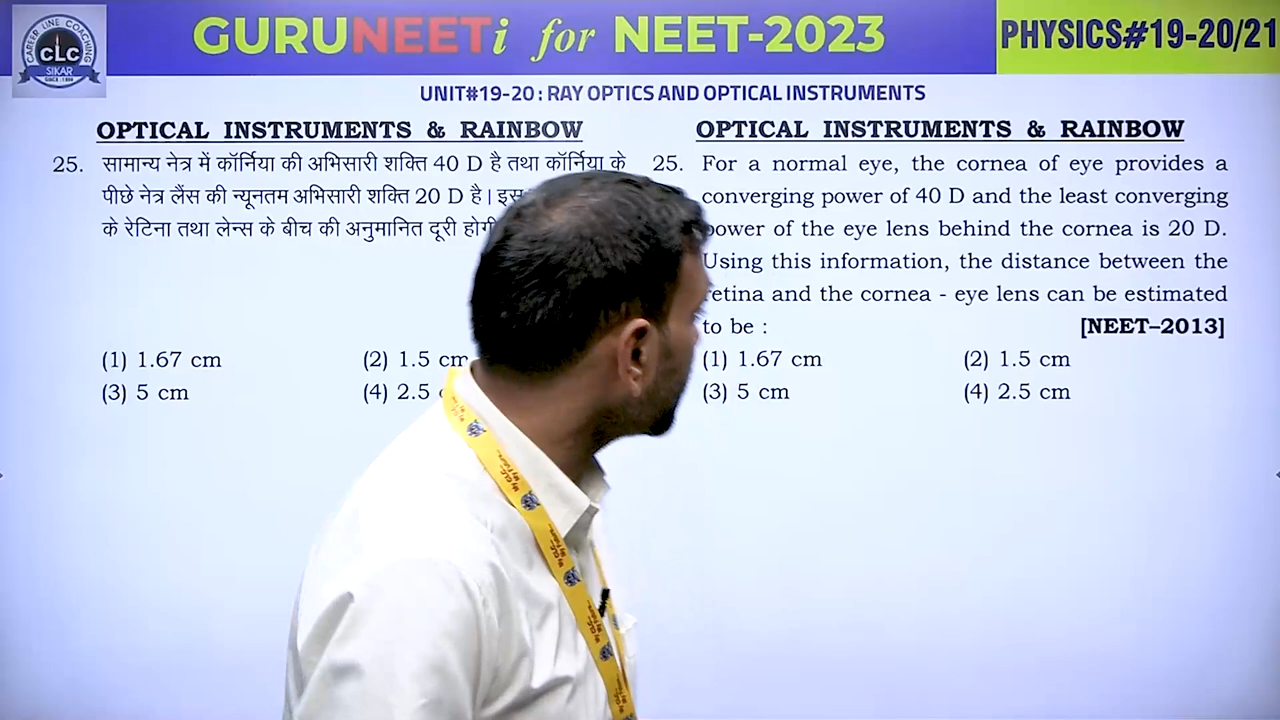 CAREER LINE COACHING
CLC
SIKAR
SINCE : 1996
GURUNEETi for NEET-2023
PHYSICS#19-20/21
UNIT#19-20 : RAY OPTICS AND OPTICAL INSTRUMENTS
OPTICAL INSTRUMENTS & RAINBOW
25. सामान्य नेत्र में कॉर्निया की अभिसारी शक्ति 40 D है तथा कॉर्निया के
पीछे नेत्र लैंस की न्यूनतम अभिसारी शक्ति 20 D है। इस
के रेटिना तथा लेन्स के बीच की अनुमानित दूरी होगी
(1) 1.67 cm (2) 1.5 cm
(3) 5 cm (4) 2.5
OPTICAL INSTRUMENTS & RAINBOW
25. For a normal eye, the cornea of eye provides a
converging power of 40 D and the least converging
power of the eye lens behind the cornea is 20 D.
Using this information, the distance between the
retina and the cornea - eye lens can be estimated
to be : [NEET–2013]
(1) 1.67 cm (2) 1.5 cm
(3) 5 cm (4) 2.5 cm